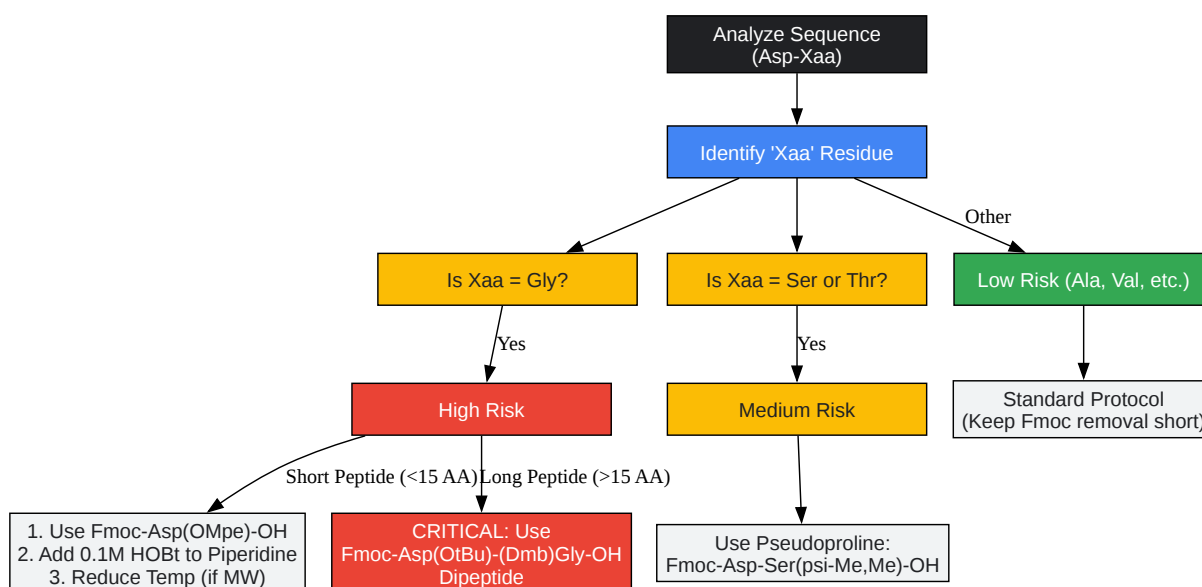 Analyze Sequence
(Asp-Xaa)
Identify 'Xaa' Residue
Other
Is Xaa = Gly?
Is Xaa = Ser or Thr?
Low Risk (Ala, Val, etc.)
Yes
Yes
High Risk
Medium Risk
Standard Protocol
(Keep Fmoc removal short)
Short Peptide (<15 AA)
Long Peptide (>15 AA)
1. Use Fmoc-Asp(OMpe)-OH
2. Add 0.1M HOBt to Piperidine
3. Reduce Temp (if MW)
CRITICAL: Use
Fmoc-Asp(OtBu)-(Dmb)Gly-OH
Dipeptide
Use Pseudoproline:
Fmoc-Asp-Ser(psi-Me,Me)-OH